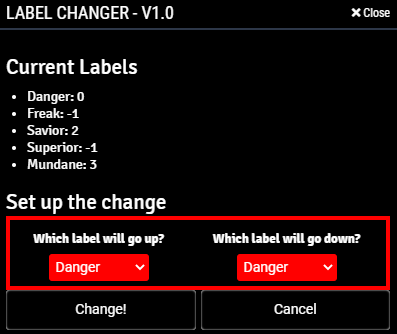 LABEL CHANGER - V1.0
Close
Current Labels
Danger: 0
Freak: -1
Savior: 2
Superior: -1
Mundane: 3
Set up the change
Which label will go up?
Which label will go down?
Danger
Danger
Change!
Cancel